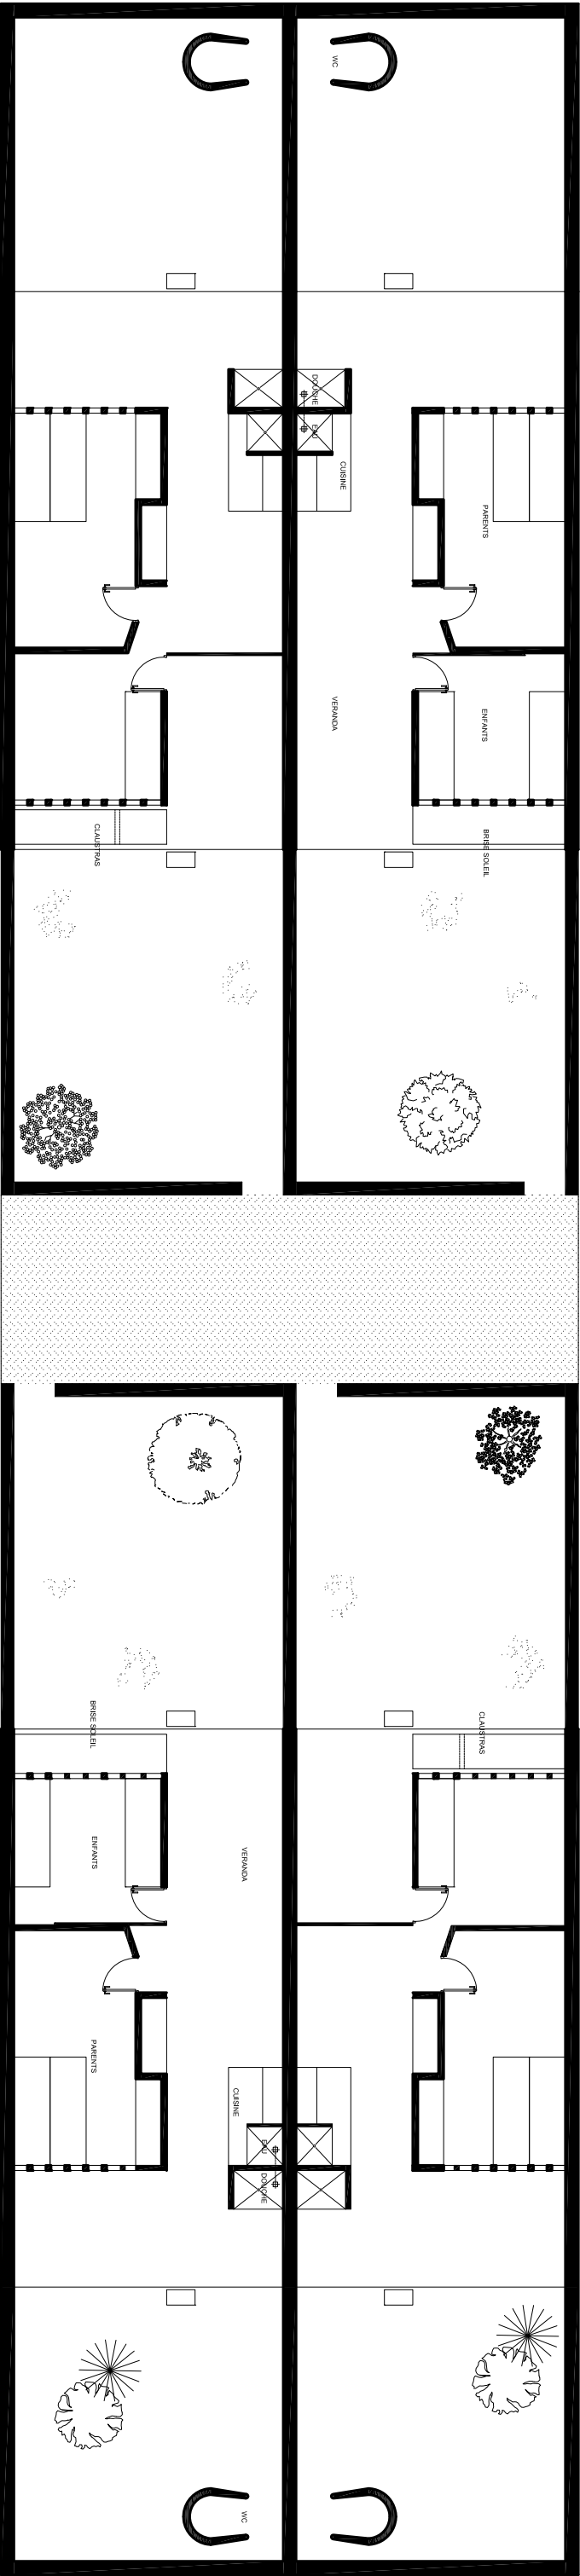 WC
DOUCHE
EAU
CUISINE
PARENTS
VERANDA
ENFANTS
CLAUSTRAS
BRISE SOLEIL
BRISE SOLEIL
CLAUSTRAS
ENFANTS
VERANDA
PARENTS
CUISINE
EAU
DOUCHE
WC